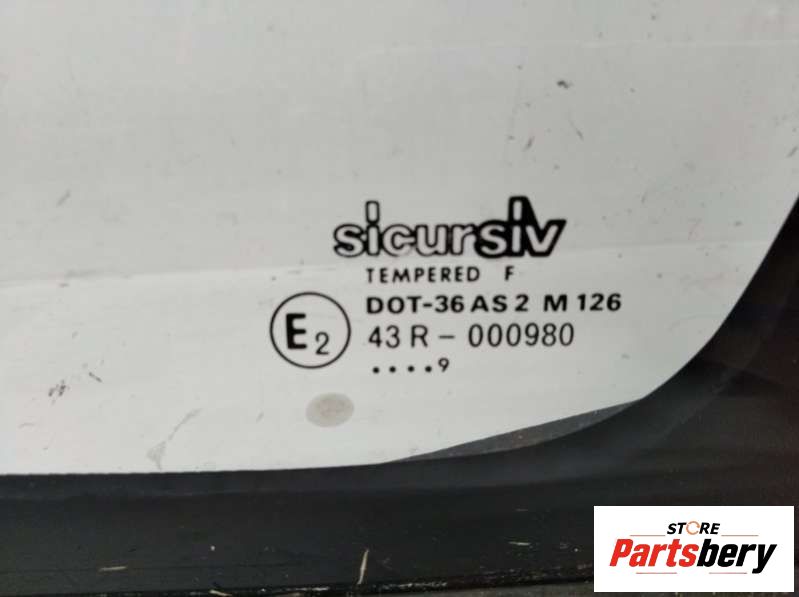 sicursiv
TEMPERED F
DOT-36 AS 2 M 126
E2
43 R - 000980
....9
STORE
Partsbery